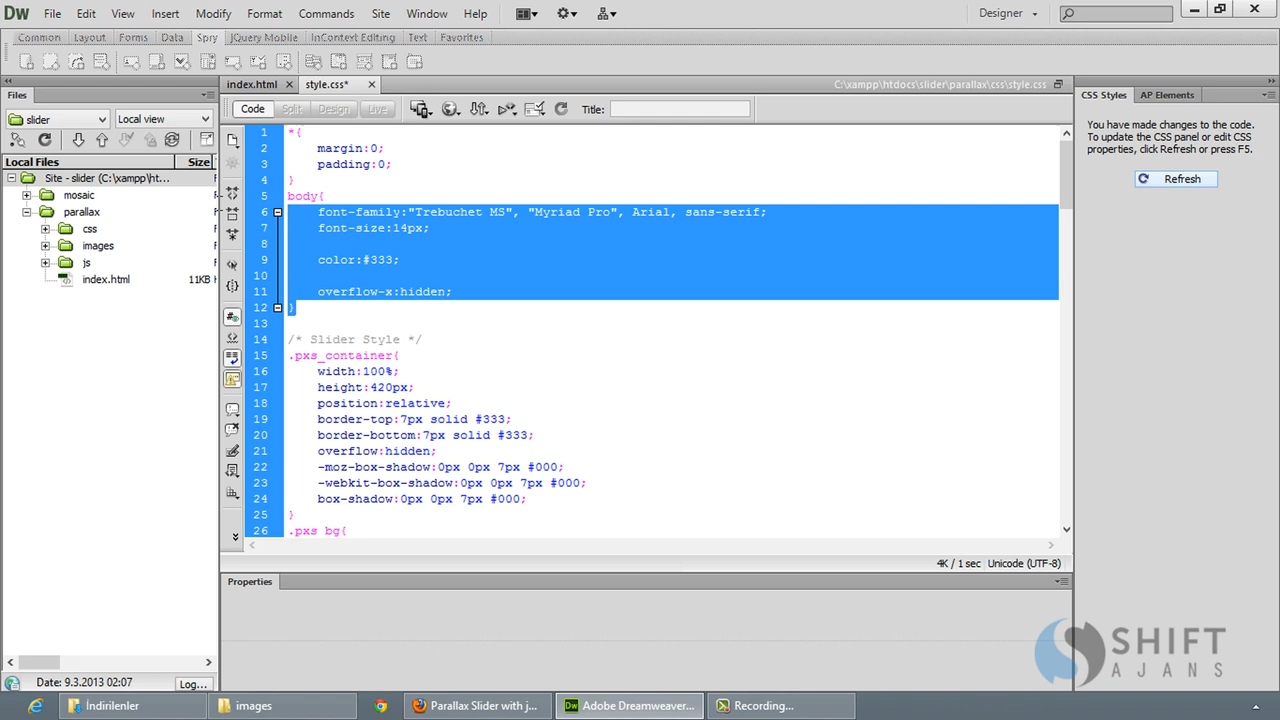 Dw File Edit View Insert Modify Format Commands Site Window Help Designer
Common Layout Forms Data Spry jQuery Mobile InContext Editing Text Favorites
Files
index.html style.css* C:\xampp\htdocs\slider\parallax\css\style.css
CSS Styles AP Elements
slider Local view
Code Split Design Live Title:
Local Files Size
Site - slider (C:\xampp\ht...
mosaic
parallax
css
images
js
index.html 11KB
1 *{
2 margin:0;
3 padding:0;
4 }
5 body{
6 font-family:"Trebuchet MS", "Myriad Pro", Arial, sans-serif;
7 font-size:14px;
8
9 color:#333;
10
11 overflow-x:hidden;
12 }
13
14 /* Slider Style */
15 .pxs_container{
16 width:100%;
17 height:420px;
18 position:relative;
19 border-top:7px solid #333;
20 border-bottom:7px solid #333;
21 overflow:hidden;
22 -moz-box-shadow:0px 0px 7px #000;
23 -webkit-box-shadow:0px 0px 7px #000;
24 box-shadow:0px 0px 7px #000;
25 }
26 .pxs_bg{
You have made changes to the code.
To update the CSS panel or edit CSS
properties, click Refresh or press F5.
Refresh
4K / 1 sec Unicode (UTF-8)
Properties
SHIFT
AJANS
Date: 9.3.2013 02:07 Log...
İndirilenler images Parallax Slider with j... Adobe Dreamweaver... Recording...